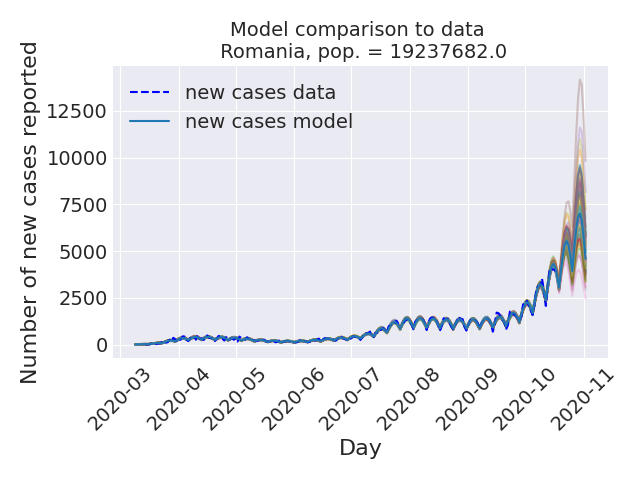 Model comparison to data
Romania, pop. = 19237682.0
new cases data
new cases model
Number of new cases reported
12500
10000
7500
5000
2500
0
2020-03
2020-04
2020-05
2020-06
2020-07
2020-08
2020-09
2020-10
2020-11
Day